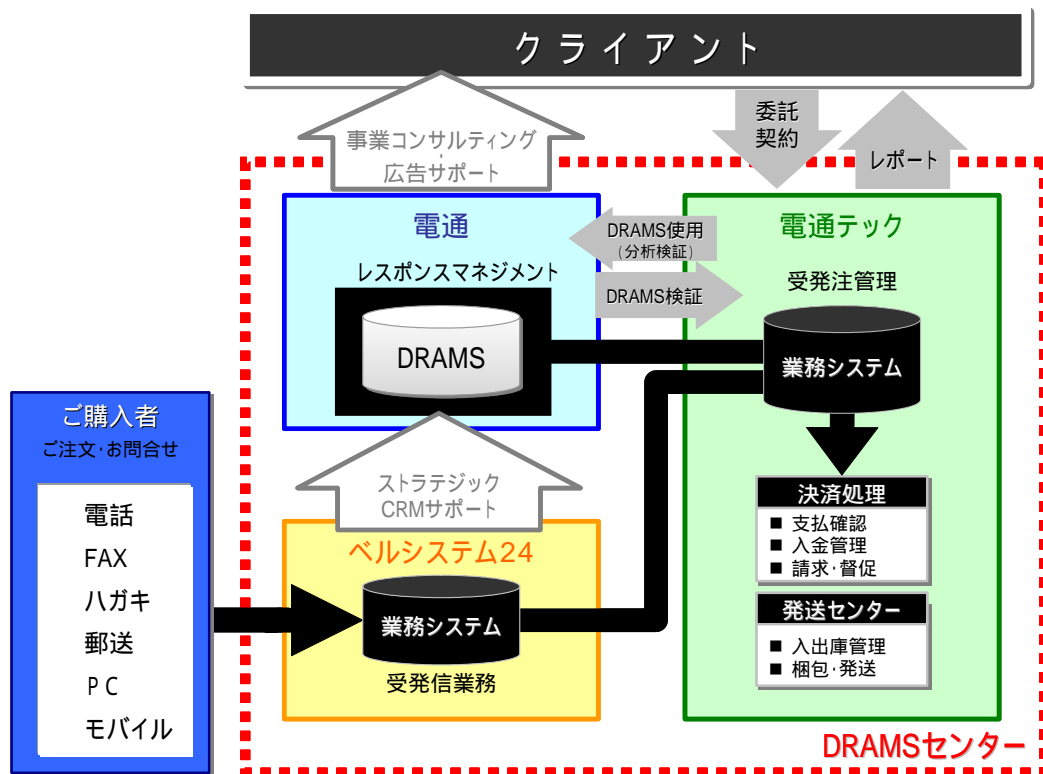 クライアント
事業コンサルティング
・
広告サポート
委託
契約
レポート
電通
レスポンスマネジメント
DRAMS
DRAMS使用
(分析検証)
DRAMS検証
電通テック
受発注管理
業務システム
ご購入者
ご注文・お問合せ
電話
FAX
ハガキ
郵送
PC
モバイル
ストラテジック
CRMサポート
ベルシステム24
業務システム
受発信業務
決済処理
■ 支払確認
■ 入金管理
■ 請求・督促
発送センター
■ 入出庫管理
■ 梱包・発送
DRAMSセンター